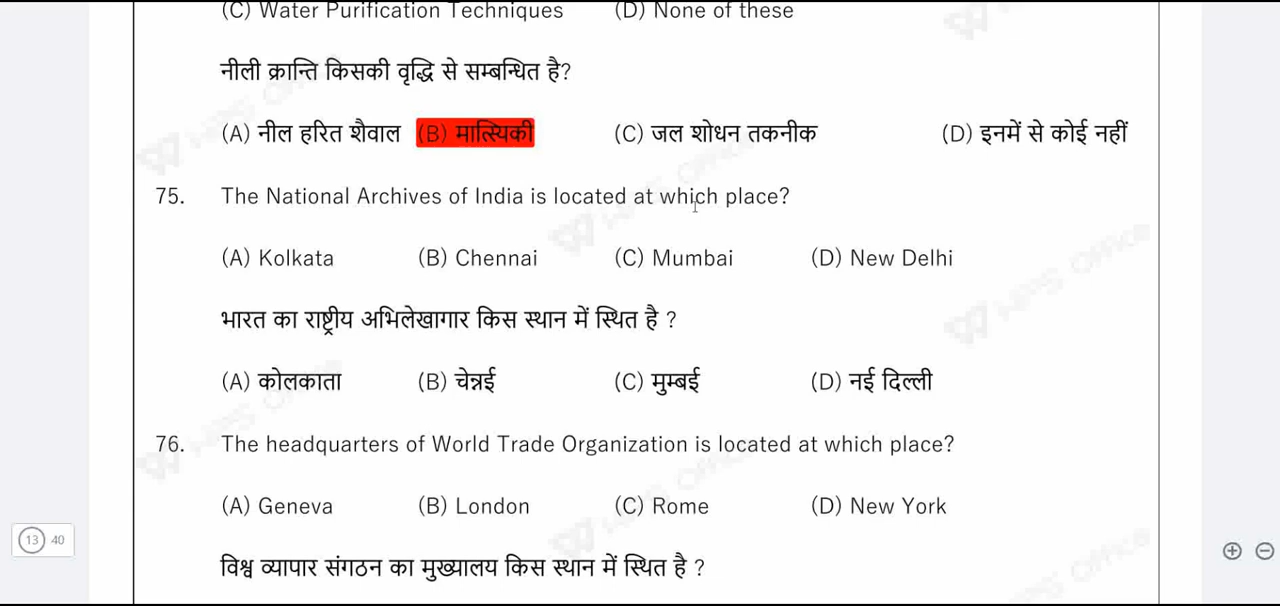 (C) Water Purification Techniques (D) None of these
नीली क्रान्ति किसकी वृद्धि से सम्बन्धित है?
(A) नील हरित शैवाल (B) मात्स्यिकी (C) जल शोधन तकनीक (D) इनमें से कोई नहीं
75. The National Archives of India is located at which place?
(A) Kolkata (B) Chennai (C) Mumbai (D) New Delhi
भारत का राष्ट्रीय अभिलेखागार किस स्थान में स्थित है ?
(A) कोलकाता (B) चेन्नई (C) मुम्बई (D) नई दिल्ली
76. The headquarters of World Trade Organization is located at which place?
(A) Geneva (B) London (C) Rome (D) New York
13 40
विश्व व्यापार संगठन का मुख्यालय किस स्थान में स्थित है ?